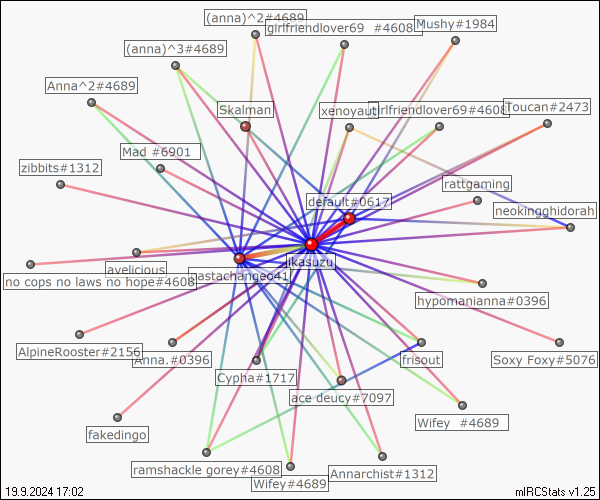 (anna)^2#4689
girlfriendlover69 #4608
Mushy#1984
(anna)^3#4689
Anna^2#4689
Skalman
xenoyaut
girlfriendlover69#4608
Toucan#2473
Mad #6901
zibbits#1312
rattgaming
default#0617
neokingghidorah
jkasuzu
avelicious
no cops no laws no hope#4608
hypomanianna#0396
AlpineRooster#2156
Anna.#0396
frisout
Soxy Foxy#5076
Cypha#1717
ace deucy#7097
fakedingo
Wifey #4689
ramshackle gorey#4608
Annarchist#1312
Wifey#4689
19.9.2024 17:02
mIRCStats v1.25